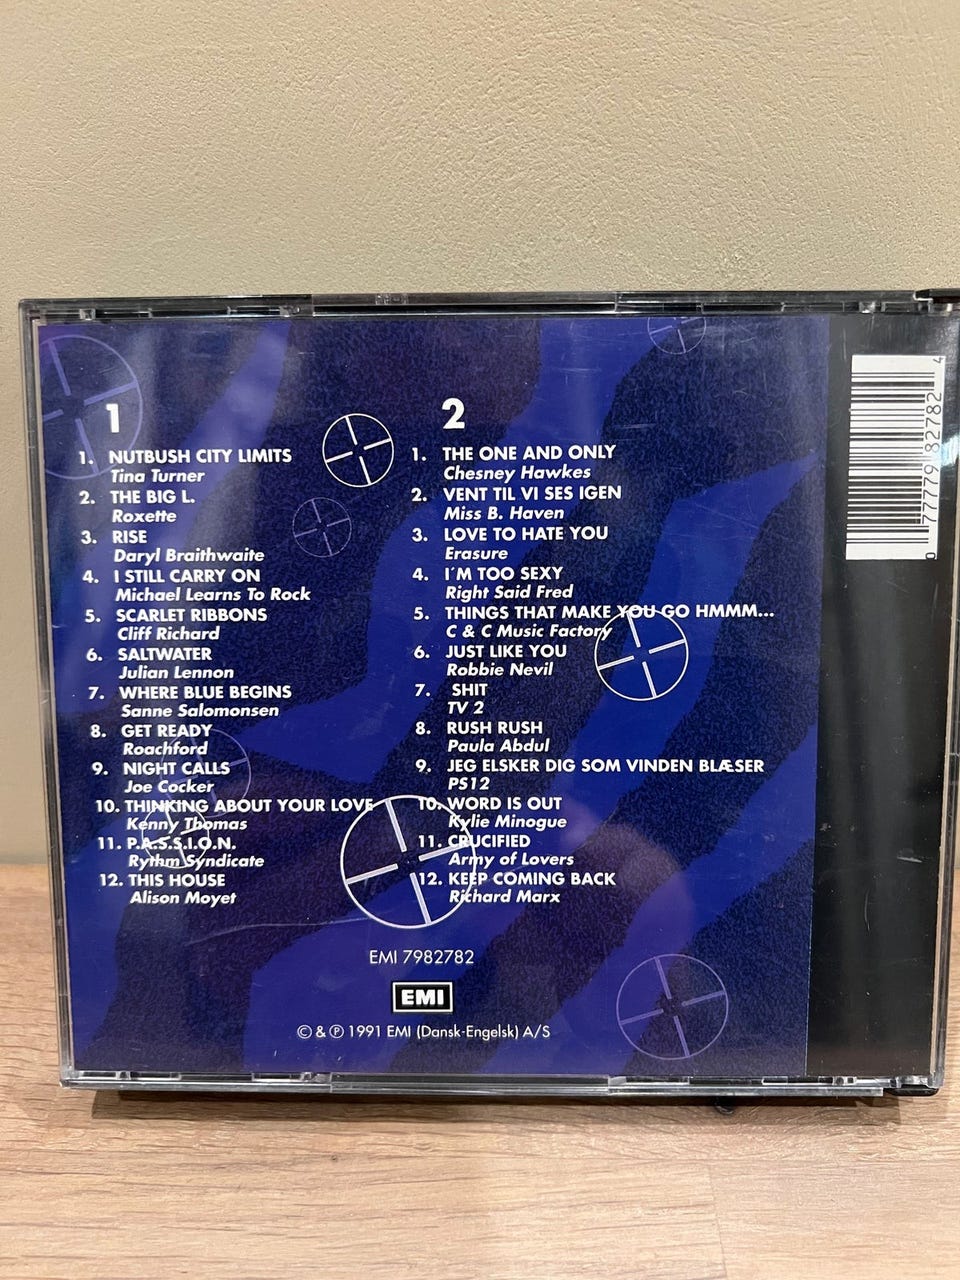 1
1. NUTBUSH CITY LIMITS
Tina Turner
2. THE BIG L.
Roxette
3. RISE
Daryl Braithwaite
4. I STILL CARRY ON
Michael Learns To Rock
5. SCARLET RIBBONS
Cliff Richard
6. SALTWATER
Julian Lennon
7. WHERE BLUE BEGINS
Sanne Salomonsen
8. GET READY
Roachford
9. NIGHT CALLS
Joe Cocker
10. THINKING ABOUT YOUR LOVE
Kenny Thomas
11. P.A.S.S.I.O.N.
Rythm Syndicate
12. THIS HOUSE
Alison Moyet
2
1. THE ONE AND ONLY
Chesney Hawkes
2. VENT TIL VI SES IGEN
Miss B. Haven
3. LOVE TO HATE YOU
Erasure
4. I´M TOO SEXY
Right Said Fred
5. THINGS THAT MAKE YOU GO HMMM...
C & C Music Factory
6. JUST LIKE YOU
Robbie Nevil
7. SHIT
TV 2
8. RUSH RUSH
Paula Abdul
9. JEG ELSKER DIG SOM VINDEN BLÆSER
PS12
10. WORD IS OUT
Kylie Minogue
11. CRUCIFIED
Army of Lovers
12. KEEP COMING BACK
Richard Marx
EMI 7982782
EMI
© & ℗ 1991 EMI (Dansk-Engelsk) A/S
0 77779 82782 4